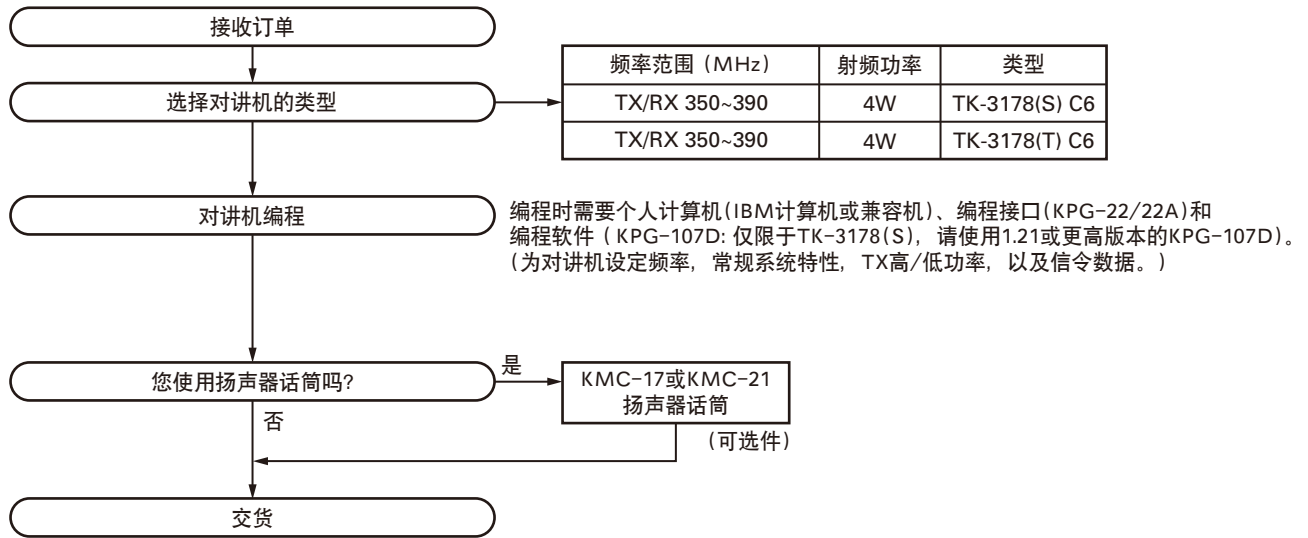 接收订单
选择对讲机的类型
频率范围 (MHz) 射频功率 类型
TX/RX 350~390 4W TK-3178(S) C6
TX/RX 350~390 4W TK-3178(T) C6
对讲机编程
编程时需要个人计算机(IBM计算机或兼容机)、编程接口(KPG-22/22A)和
编程软件 ( KPG-107D: 仅限于TK-3178(S), 请使用1.21或更高版本的KPG-107D)。
(为对讲机设定频率, 常规系统特性, TX高/低功率, 以及信令数据。)
您使用扬声器话筒吗?
是
KMC-17或KMC-21
扬声器话筒
(可选件)
否
交货